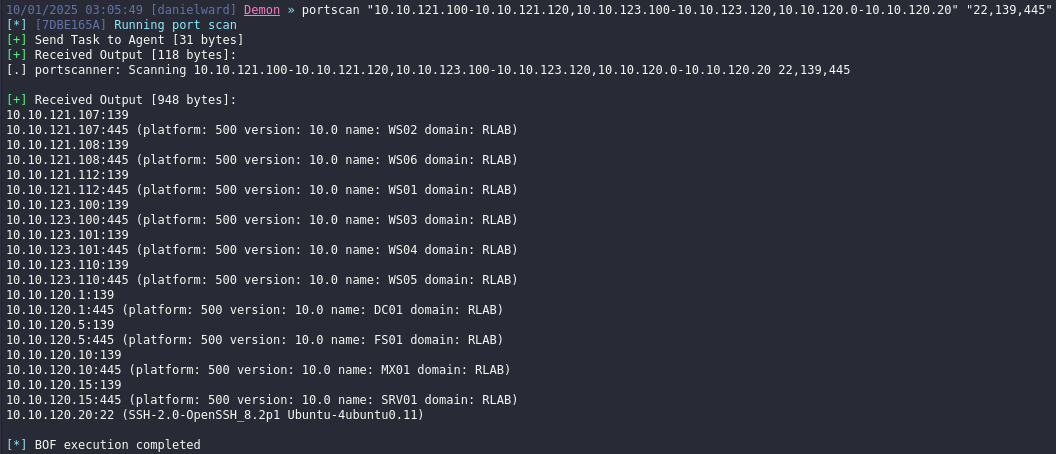 10/01/2025 03:05:49 [danielward] Demon » portscan "10.10.121.100-10.10.121.120,10.10.123.100-10.10.123.120,10.10.120.0-10.10.120.20" "22,139,445"
[*] [7DBE165A] Running port scan
[+] Send Task to Agent [31 bytes]
[+] Received Output [118 bytes]:
[.] portscanner: Scanning 10.10.121.100-10.10.121.120,10.10.123.100-10.10.123.120,10.10.120.0-10.10.120.20 22,139,445

[+] Received Output [948 bytes]:
10.10.121.107:139
10.10.121.107:445 (platform: 500 version: 10.0 name: WS02 domain: RLAB)
10.10.121.108:139
10.10.121.108:445 (platform: 500 version: 10.0 name: WS06 domain: RLAB)
10.10.121.112:139
10.10.121.112:445 (platform: 500 version: 10.0 name: WS01 domain: RLAB)
10.10.123.100:139
10.10.123.100:445 (platform: 500 version: 10.0 name: WS03 domain: RLAB)
10.10.123.101:139
10.10.123.101:445 (platform: 500 version: 10.0 name: WS04 domain: RLAB)
10.10.123.110:139
10.10.123.110:445 (platform: 500 version: 10.0 name: WS05 domain: RLAB)
10.10.120.1:139
10.10.120.1:445 (platform: 500 version: 10.0 name: DC01 domain: RLAB)
10.10.120.5:139
10.10.120.5:445 (platform: 500 version: 10.0 name: FS01 domain: RLAB)
10.10.120.10:139
10.10.120.10:445 (platform: 500 version: 10.0 name: MX01 domain: RLAB)
10.10.120.15:139
10.10.120.15:445 (platform: 500 version: 10.0 name: SRV01 domain: RLAB)
10.10.120.20:22 (SSH-2.0-OpenSSH_8.2p1 Ubuntu-4ubuntu0.11)

[*] BOF execution completed